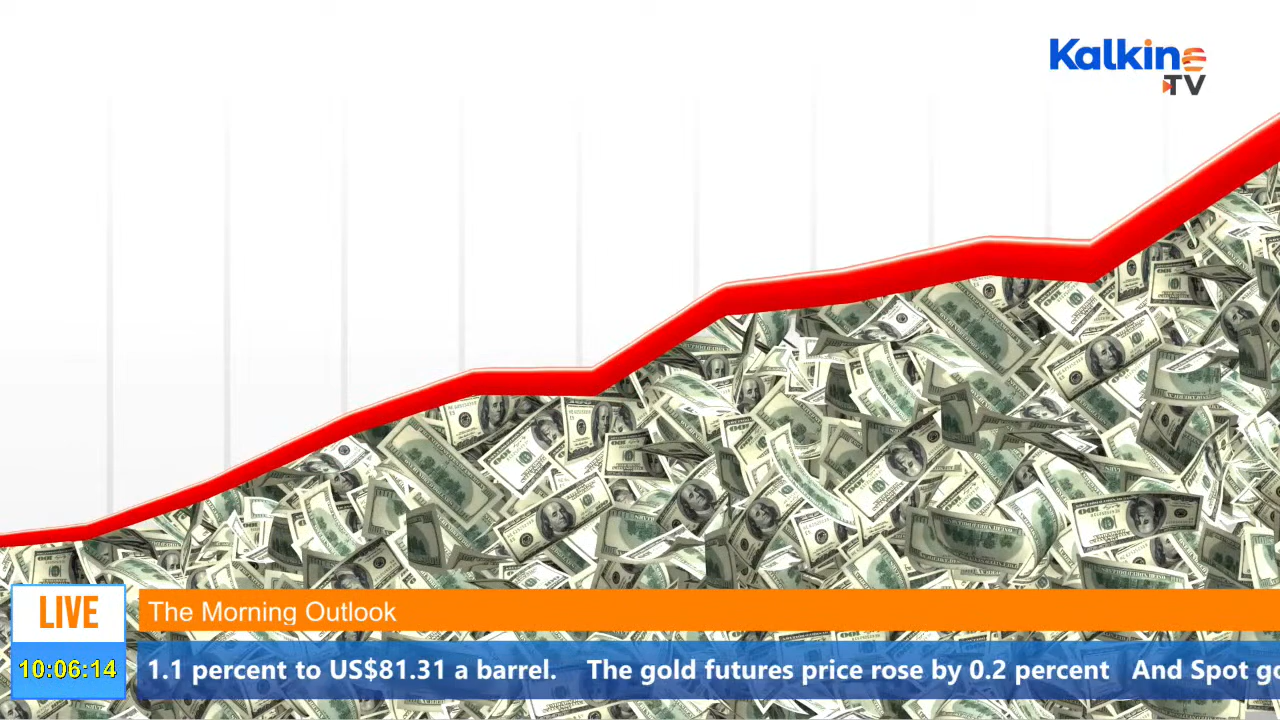 Kalkine
TV
LIVE
The Morning Outlook
10:06:14
1.1 percent to US$81.31 a barrel. The gold futures price rose by 0.2 percent And Spot go